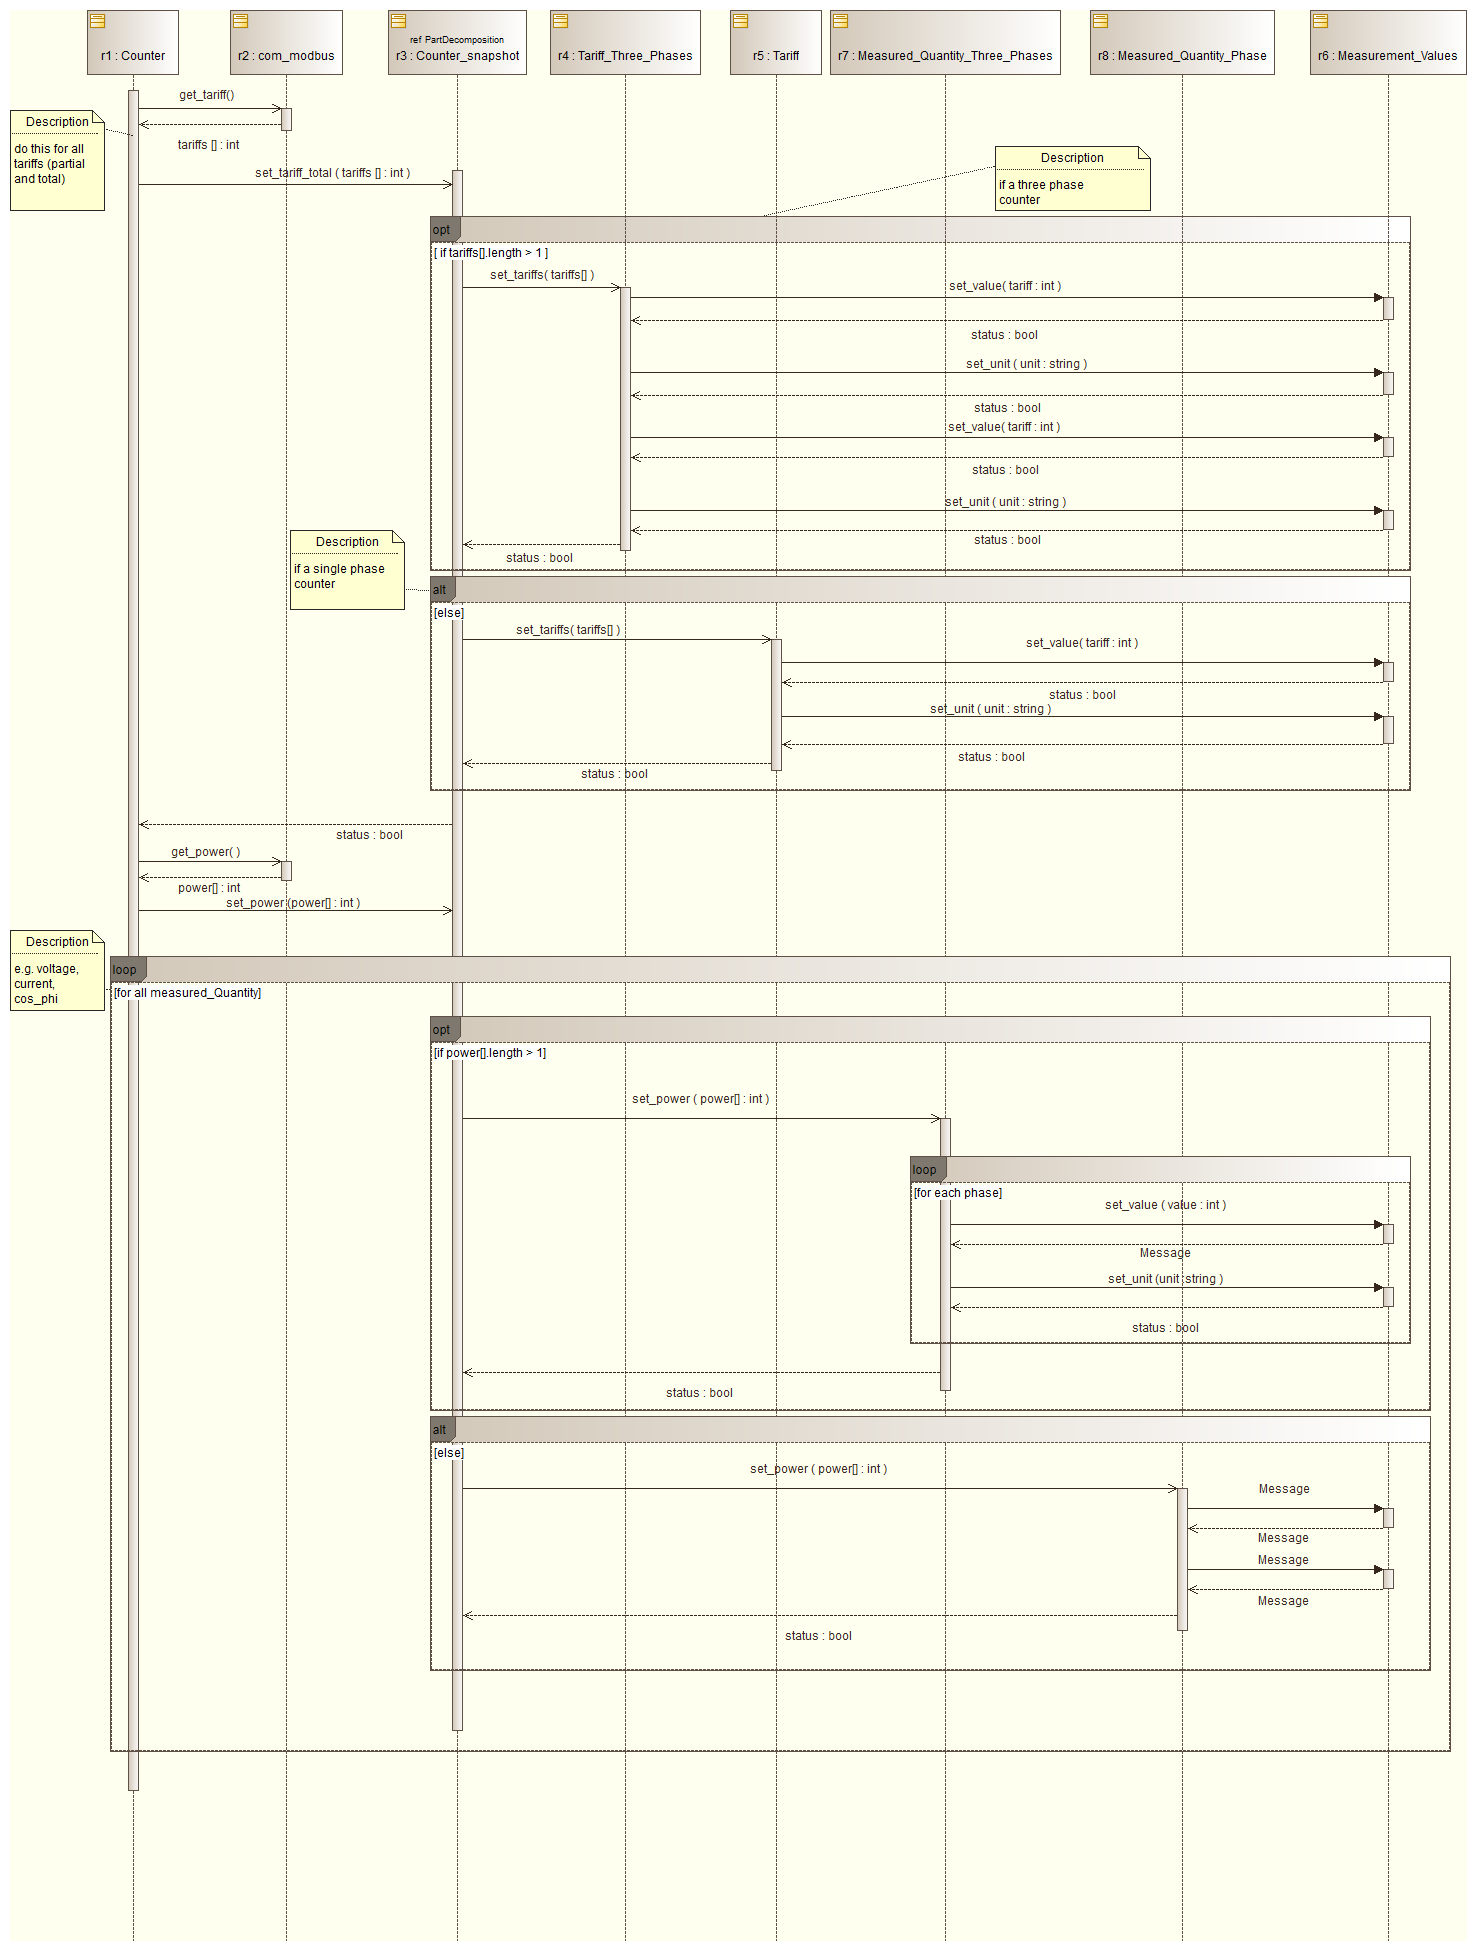 ref PartDecomposition
r1 : Counter
r2 : com_modbus
r3 : Counter_snapshot
r4 : Tariff_Three_Phases
r5 : Tariff
r7 : Measured_Quantity_Three_Phases
r8 : Measured_Quantity_Phase
r6 : Measurement_Values
get_tariff()
Description
do this for all
tariffs (partial
and total)
tariffs [] : int
set_tariff_total ( tariffs [] : int )
Description
if a three phase
counter
opt
[ if tariffs[].length > 1 ]
set_tariffs( tariffs[] )
set_value( tariff : int )
status : bool
set_unit ( unit : string )
status : bool
set_value( tariff : int )
status : bool
set_unit ( unit : string )
status : bool
status : bool
Description
if a single phase
counter
alt
[else]
set_tariffs( tariffs[] )
set_value( tariff : int )
status : bool
set_unit ( unit : string )
status : bool
status : bool
status : bool
get_power( )
power[] : int
set_power (power[] : int )
Description
e.g. voltage,
current,
cos_phi
loop
[for all measured_Quantity]
opt
[if power[].length > 1]
set_power ( power[] : int )
loop
[for each phase]
set_value ( value : int )
Message
set_unit (unit :string )
status : bool
status : bool
alt
[else]
set_power ( power[] : int )
Message
Message
Message
Message
status : bool